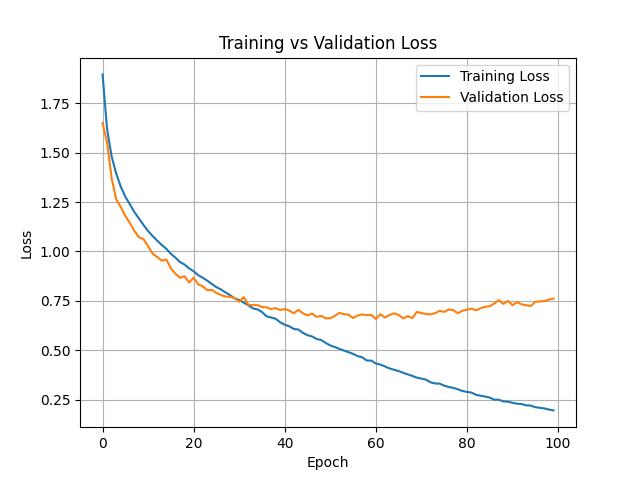 Training vs Validation Loss
Training Loss
Validation Loss
1.75
1.50
1.25
1.00
0.75
0.50
0.25
Loss
0 20 40 60 80 100
Epoch